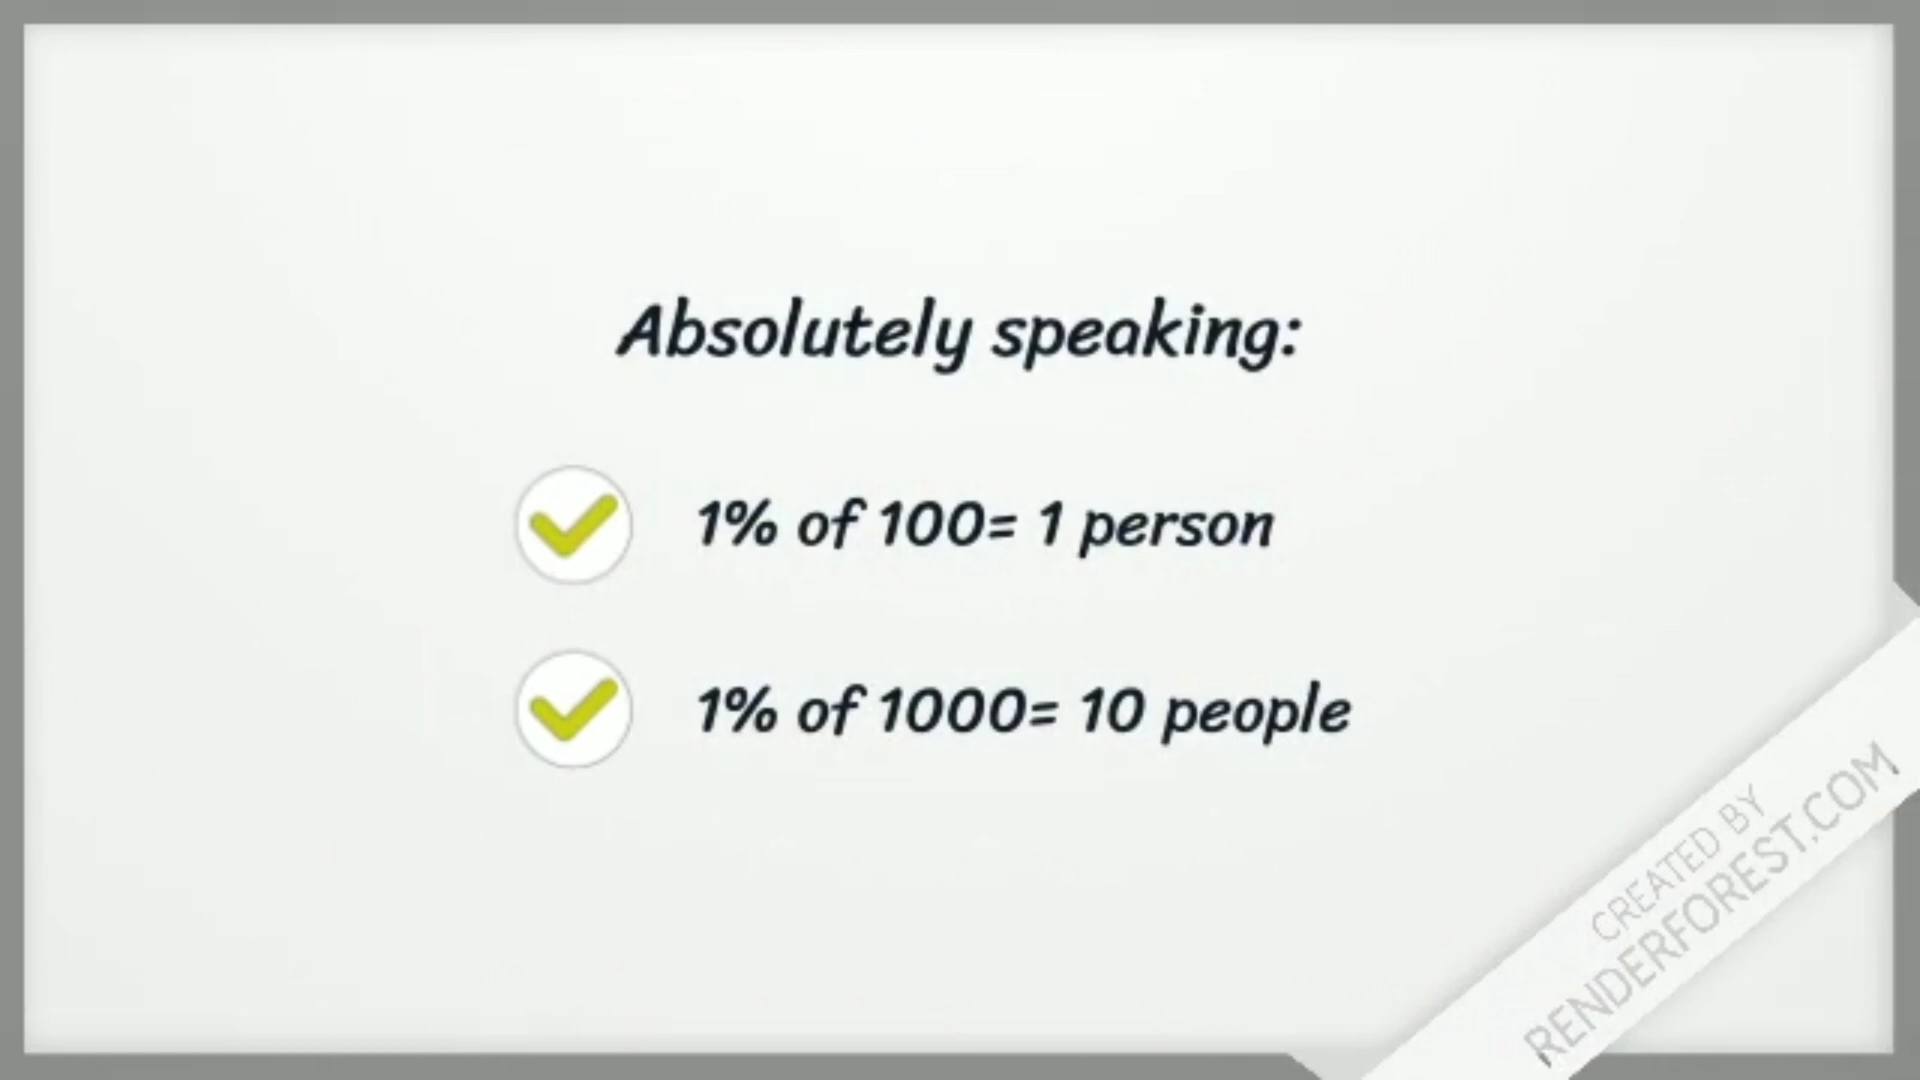 Absolutely speaking:
1% of 100= 1 person
1% of 1000= 10 people
CREATED BY
RENDERFOREST.COM